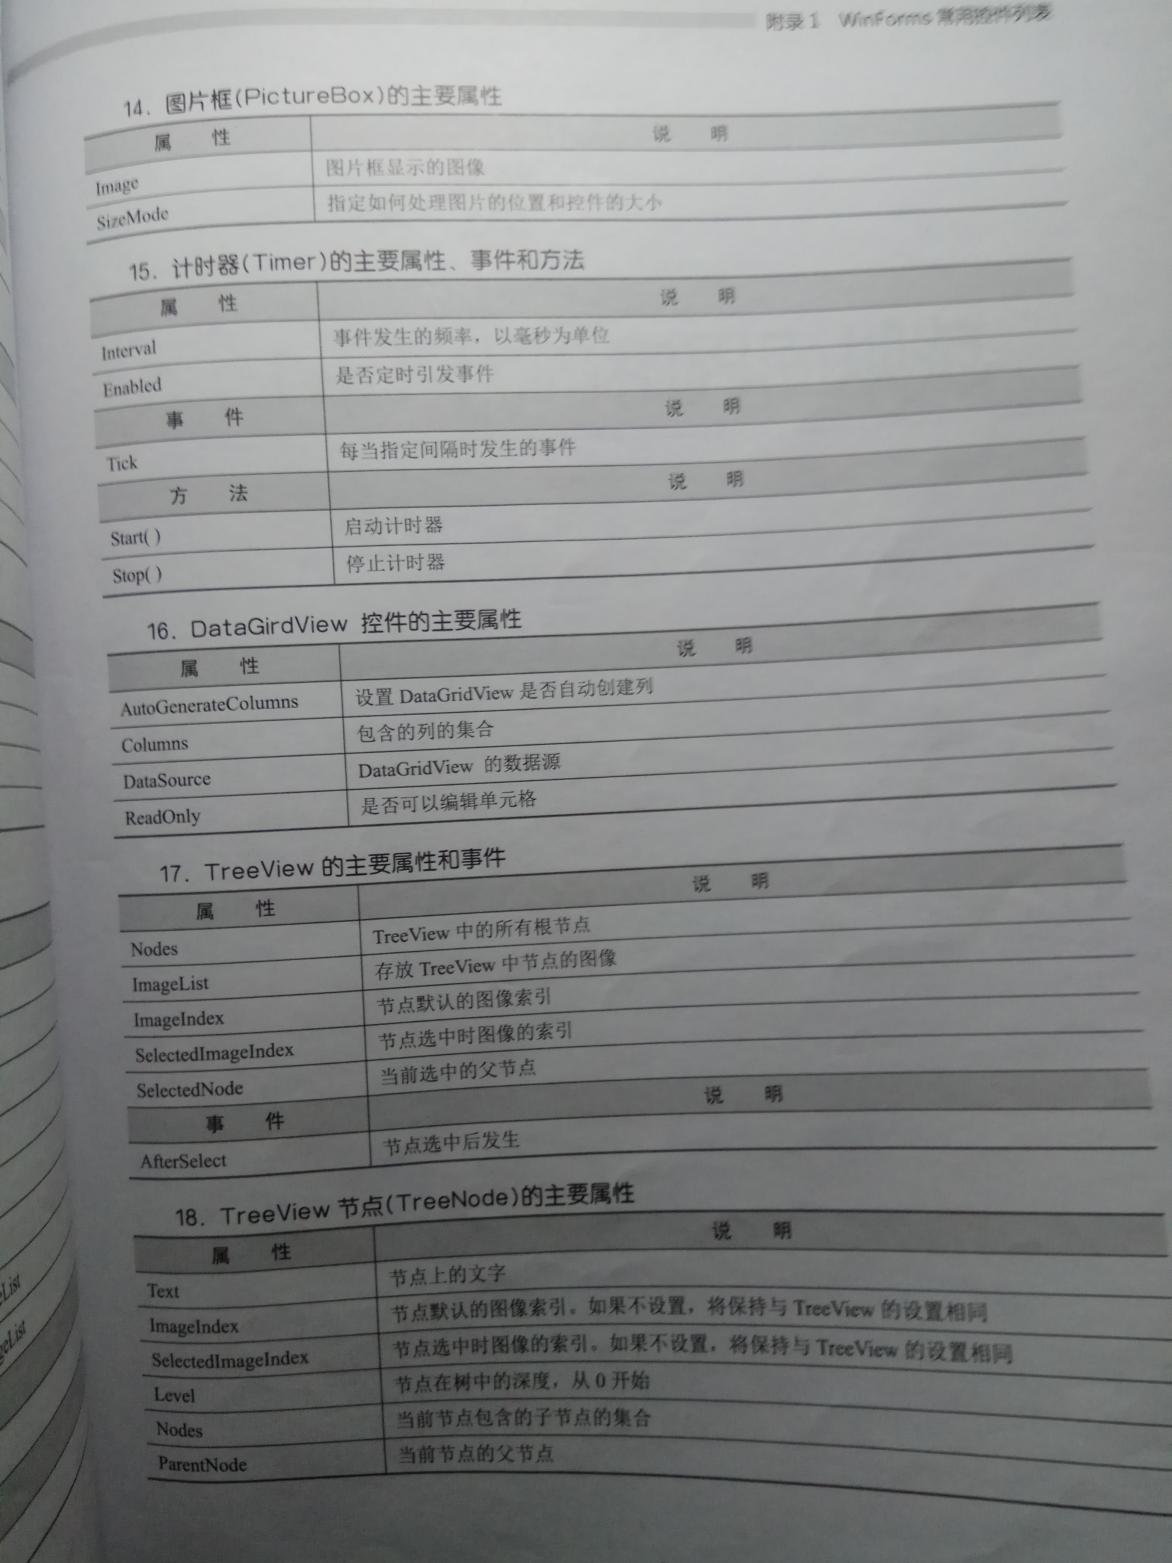 附录1 WinForms 常用控件列表
14. 图片框(PictureBox)的主要属性
属 性 说 明
Image 图片框显示的图像
SizeMode 指定如何处理图片的位置和控件的大小
15. 计时器(Timer)的主要属性、事件和方法
属 性 说 明
Interval 事件发生的频率，以毫秒为单位
Enabled 是否定时引发事件
事 件 说 明
Tick 每当指定间隔时发生的事件
方 法 说 明
Start( ) 启动计时器
Stop( ) 停止计时器
16. DataGirdView 控件的主要属性
属 性 说 明
AutoGenerateColumns 设置 DataGridView 是否自动创建列
Columns 包含的列的集合
DataSource DataGridView 的数据源
ReadOnly 是否可以编辑单元格
17. TreeView 的主要属性和事件
属 性 说 明
Nodes TreeView 中的所有根节点
ImageList 存放 TreeView 中节点的图像
ImageIndex 节点默认的图像索引
SelectedImageIndex 节点选中时图像的索引
SelectedNode 当前选中的父节点
事 件 说 明
AfterSelect 节点选中后发生
18. TreeView 节点(TreeNode)的主要属性
属 性 说 明
Text 节点上的文字
ImageIndex 节点默认的图像索引。如果不设置，将保持与 TreeView 的设置相同
SelectedImageIndex 节点选中时图像的索引。如果不设置，将保持与 TreeView 的设置相同
Level 节点在树中的深度，从 0 开始
Nodes 当前节点包含的子节点的集合
ParentNode 当前节点的父节点